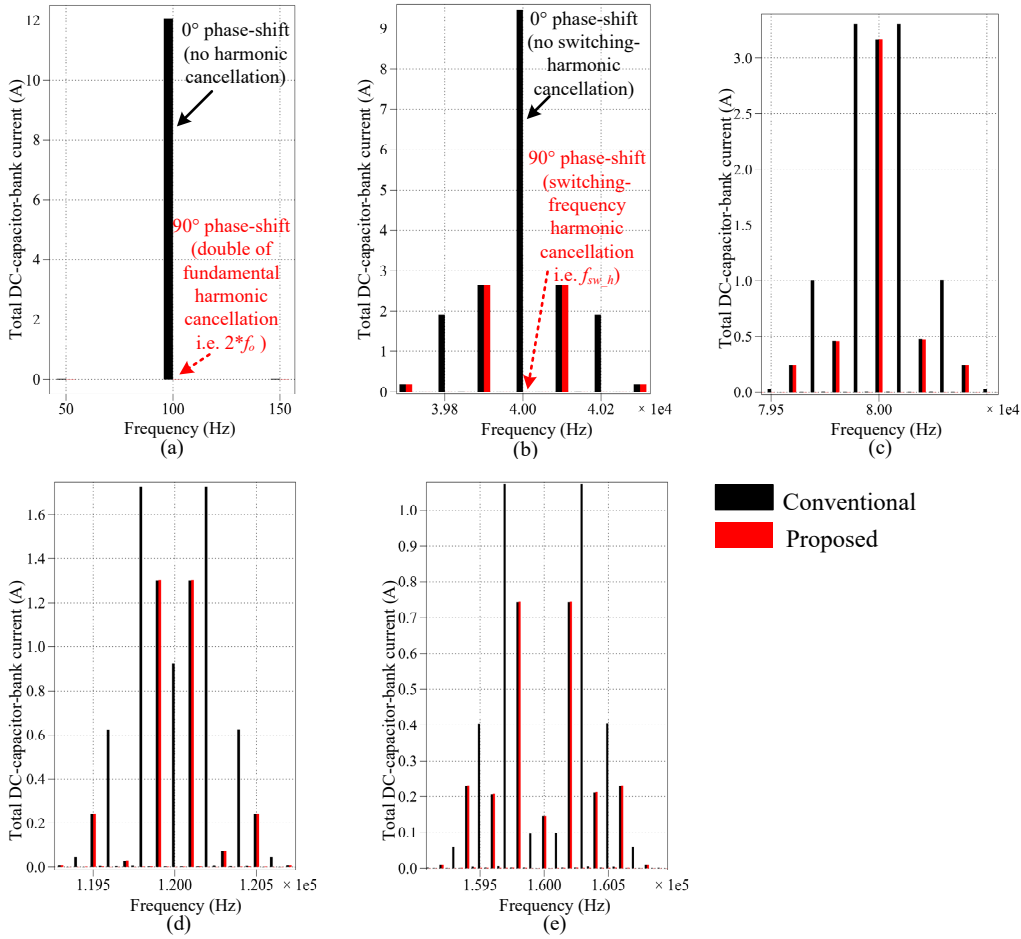 Total DC-capacitor-bank current (A)
12
10
8
6
4
2
0
0° phase-shift
(no harmonic
cancellation)
90° phase-shift
(double of
fundamental
harmonic
cancellation
i.e. 2*fo )
50
100
150
Frequency (Hz)
(a)
Total DC-capacitor-bank current (A)
9
8
7
6
5
4
3
2
1
0
0° phase-shift
(no switching-
harmonic
cancellation)
90° phase-shift
(switching-
frequency
harmonic
cancellation
i.e. fsw_h)
3.98
4.00
4.02
× 1e4
Frequency (Hz)
(b)
Total DC-capacitor-bank current (A)
3.0
2.5
2.0
1.5
1.0
0.5
0.0
7.95
8.00
× 1e4
Frequency (Hz)
(c)
Total DC-capacitor-bank current (A)
1.6
1.4
1.2
1.0
0.8
0.6
0.4
0.2
0.0
1.195
1.200
1.205
× 1e5
Frequency (Hz)
(d)
Total DC-capacitor-bank current (A)
1.0
0.9
0.8
0.7
0.6
0.5
0.4
0.3
0.2
0.1
0.0
1.595
1.600
1.605
× 1e5
Frequency (Hz)
(e)
Conventional
Proposed